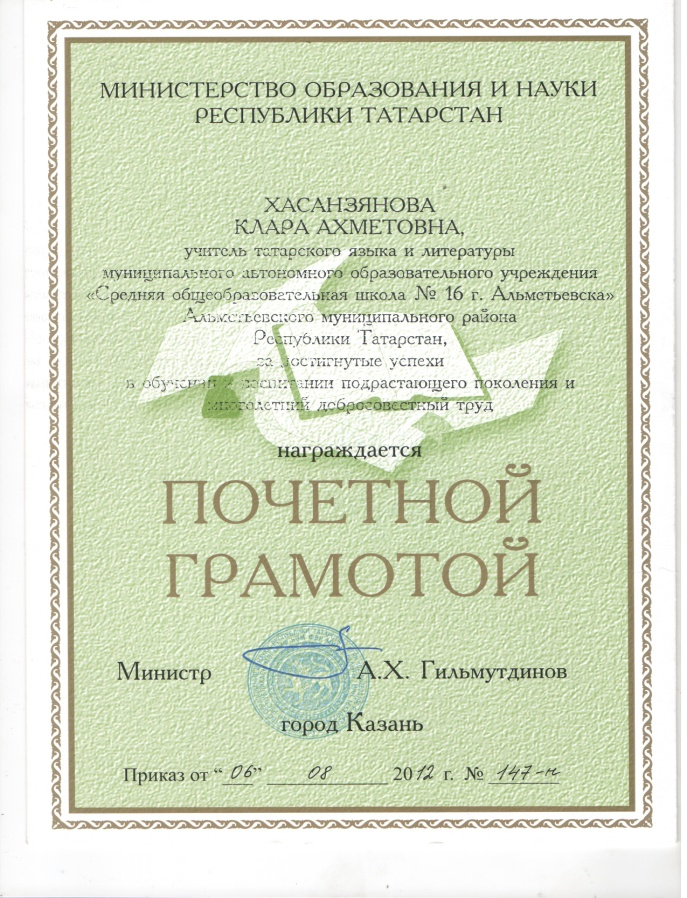 МИНИСТЕРСТВО ОБРАЗОВАНИЯ И НАУКИ
РЕСПУБЛИКИ ТАТАРСТАН
ХАСАНЗЯНОВА
КЛАРА АХМЕТОВНА,
учитель татарского языка и литературы
муниципального автономного образовательного учреждения
«Средняя общеобразовательная школа № 16 г. Альметьевска»
Альметьевского муниципального района
Республики Татарстан,
за достигнутые успехи
в обучении и воспитании подрастающего поколения и
многолетний добросовестный труд
награждается
ПОЧЕТНОЙ
ГРАМОТОЙ
Министр А.Х. Гильмутдинов
город Казань
Приказ от “06” 08 2012 г. № 147-н